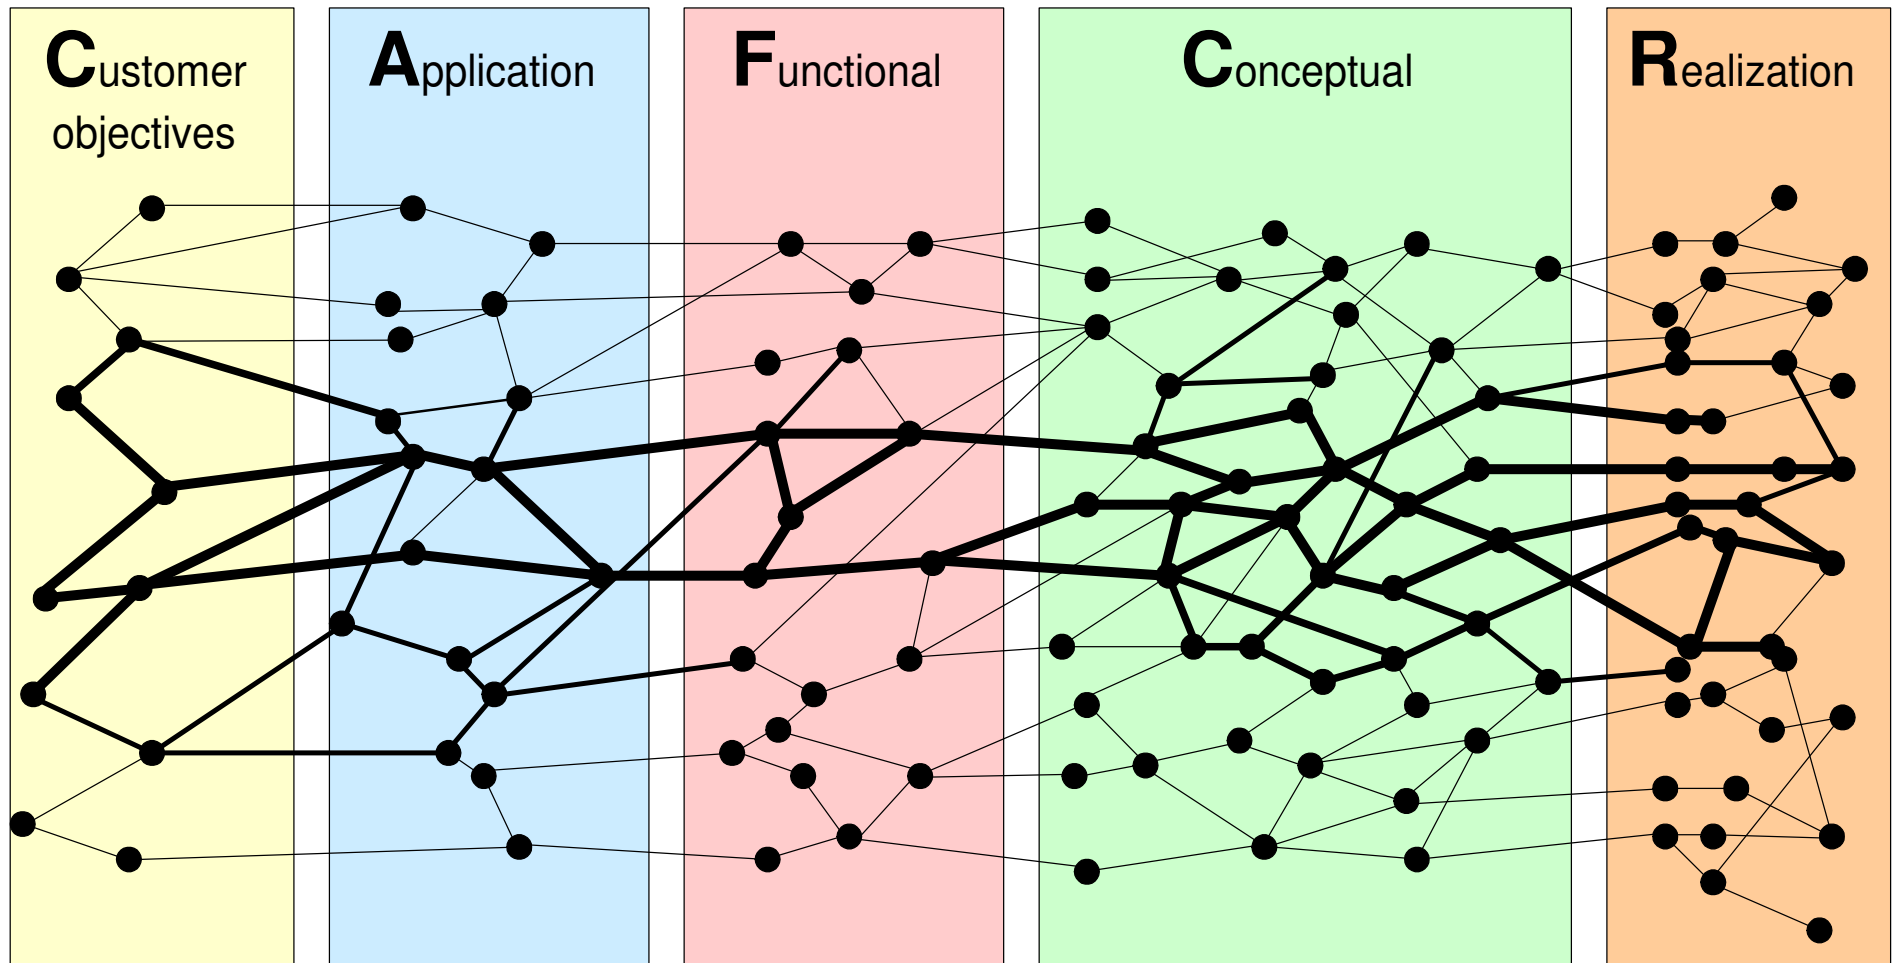 Customer
objectives
Application
Functional
Conceptual
Realization